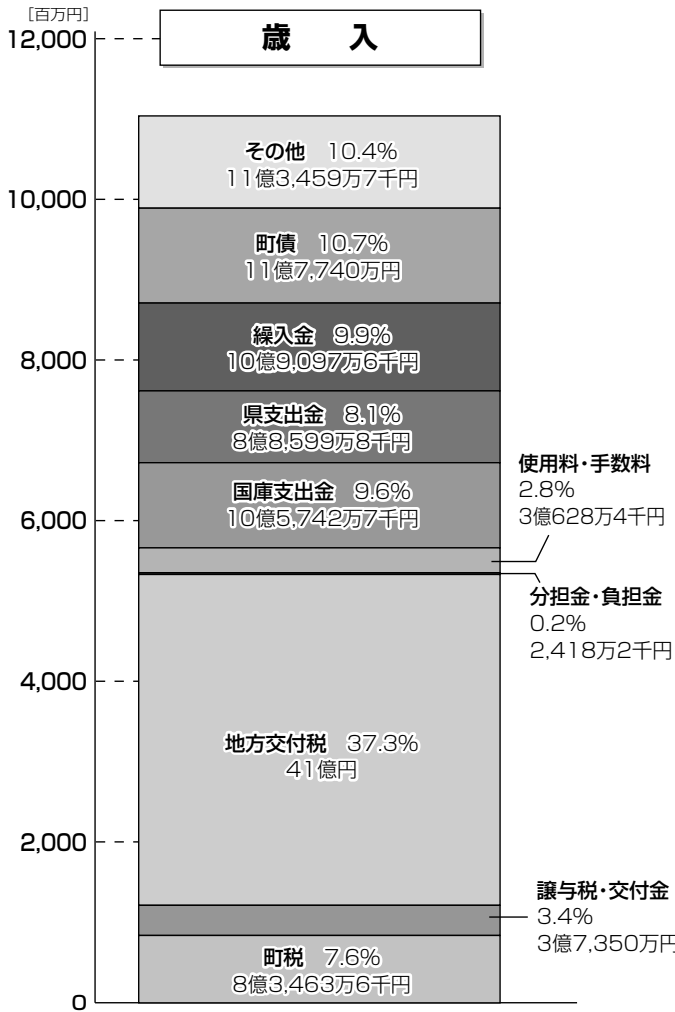 [百万円]
歳 入
12,000
10,000
8,000
6,000
4,000
2,000
0
その他 10.4%
11億3,459万7千円
町債 10.7%
11億7,740万円
繰入金 9.9%
10億9,097万6千円
県支出金 8.1%
8億8,599万8千円
国庫支出金 9.6%
10億5,742万7千円
使用料・手数料
2.8%
3億628万4千円
分担金・負担金
0.2%
2,418万2千円
地方交付税 37.3%
41億円
譲与税・交付金
3.4%
3億7,350万円
町税 7.6%
8億3,463万6千円